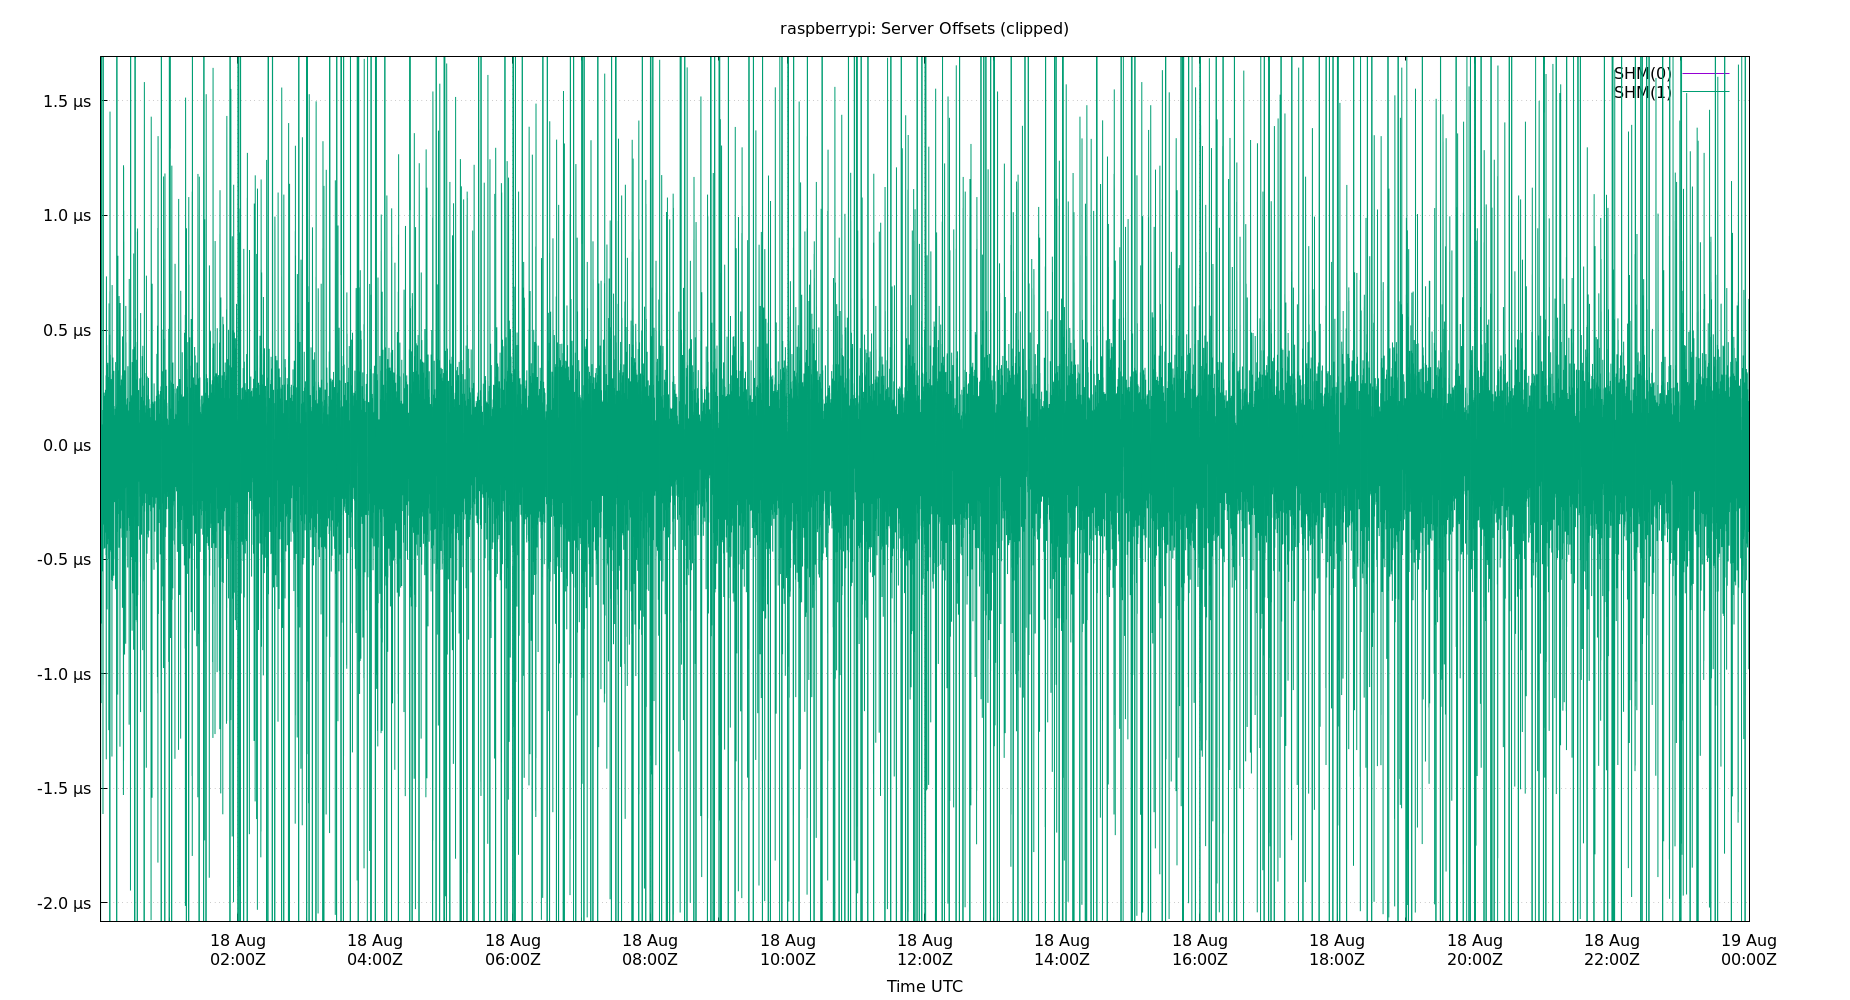 raspberrypi: Server Offsets (clipped)
SHM(0)
SHM(1)
1.5 µs
1.0 µs
0.5 µs
0.0 µs
-0.5 µs
-1.0 µs
-1.5 µs
-2.0 µs
18 Aug 18 Aug 18 Aug 18 Aug 18 Aug 18 Aug 18 Aug 18 Aug 18 Aug 18 Aug 18 Aug 19 Aug
02:00Z 04:00Z 06:00Z 08:00Z 10:00Z 12:00Z 14:00Z 16:00Z 18:00Z 20:00Z 22:00Z 00:00Z
Time UTC